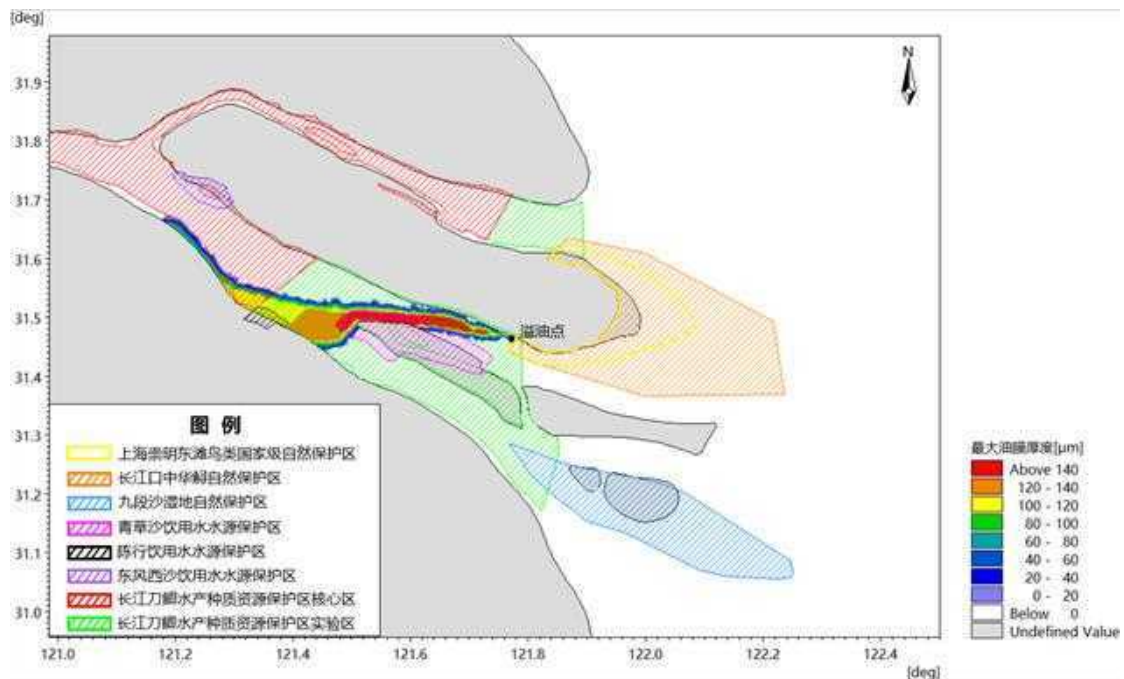 [deg]
N
31.9
31.8
31.7
31.6
31.5
31.4
31.3
31.2
31.1
31.0
溢油点
图 例
上海崇明东滩鸟类国家级自然保护区
长江口中华鲟自然保护区
九段沙湿地自然保护区
青草沙饮用水水源保护区
陈行饮用水水源保护区
东风西沙饮用水水源保护区
长江刀鲚水产种质资源保护区核心区
长江刀鲚水产种质资源保护区实验区
最大油膜厚度[μm]
Above 140
120 - 140
100 - 120
80 - 100
60 - 80
40 - 60
20 - 40
0 - 20
Below 0
Undefined Value
121.0 121.2 121.4 121.6 121.8 122.0 122.2 122.4
[deg]